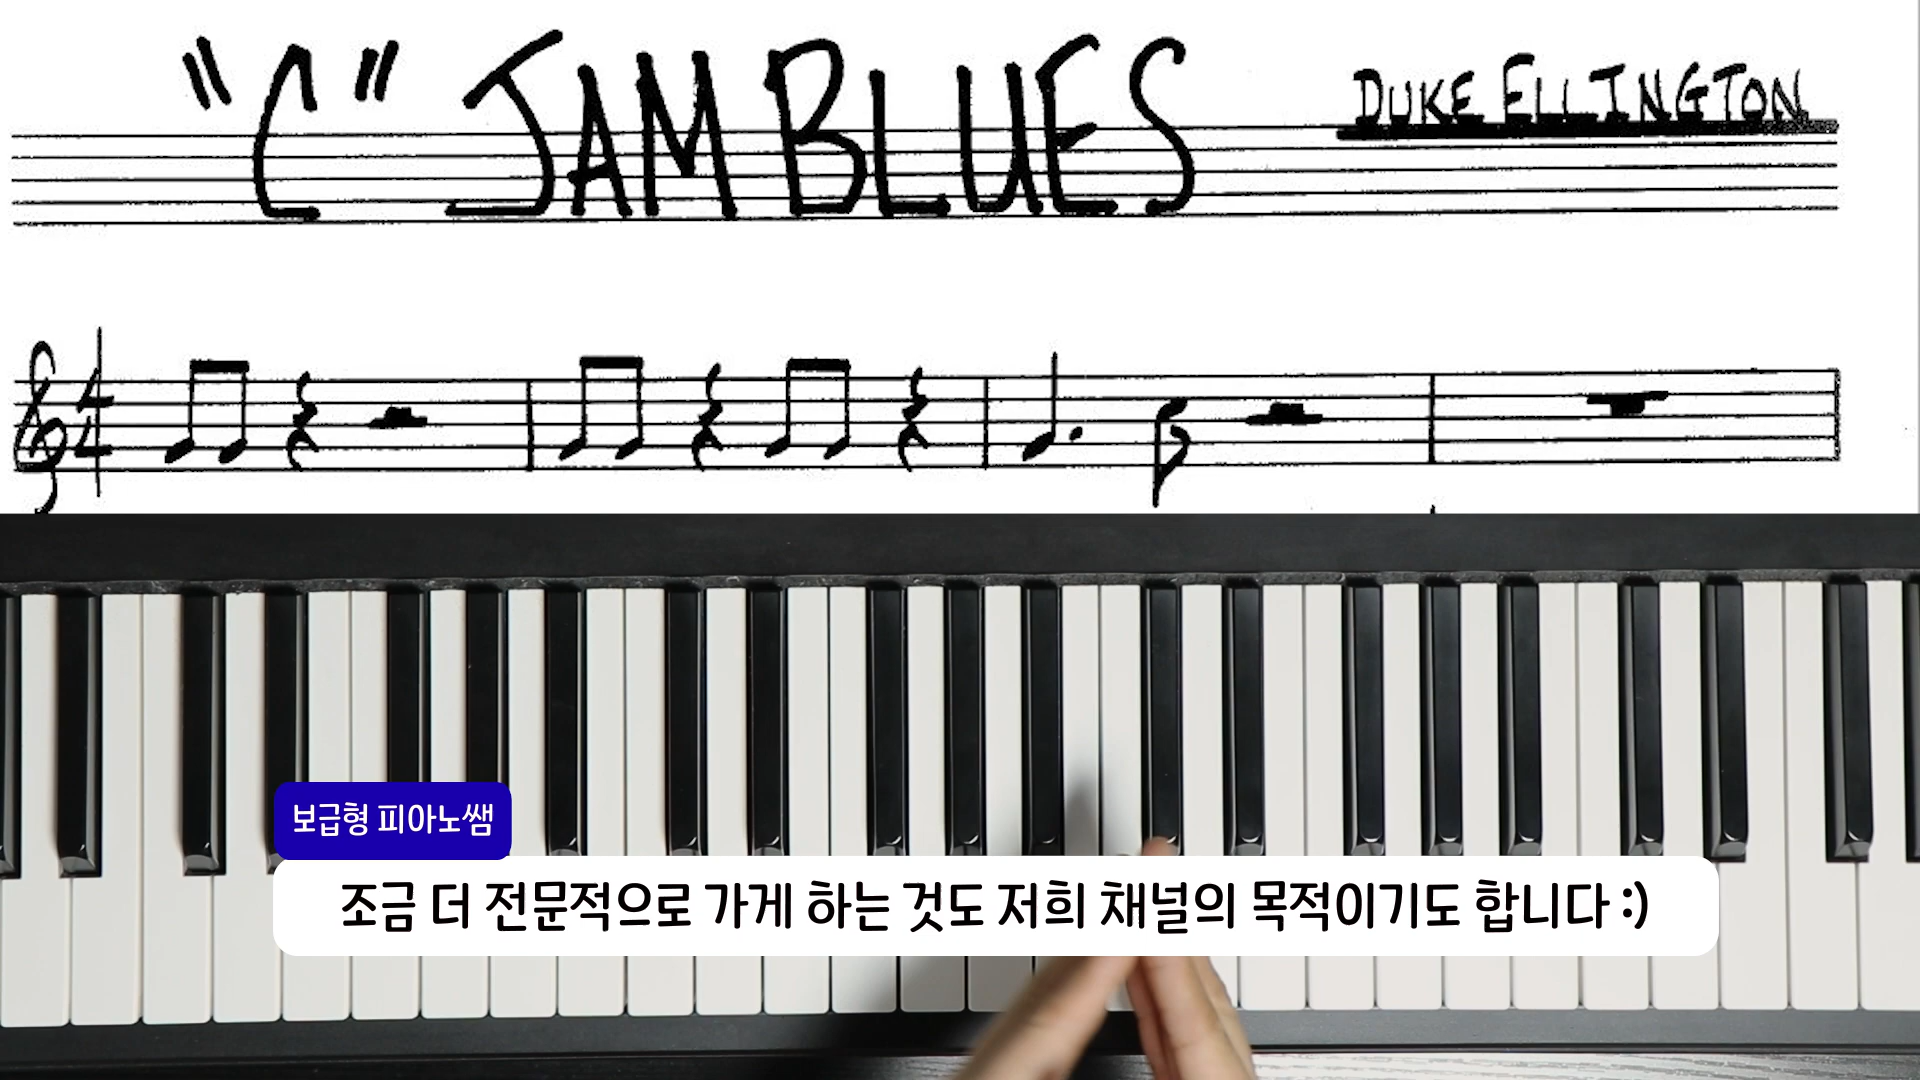 "C" JAM BLUES
DUKE ELLINGTON
보급형 피아노쌤
조금 더 전문적으로 가게 하는 것도 저희 채널의 목적이기도 합니다 :)